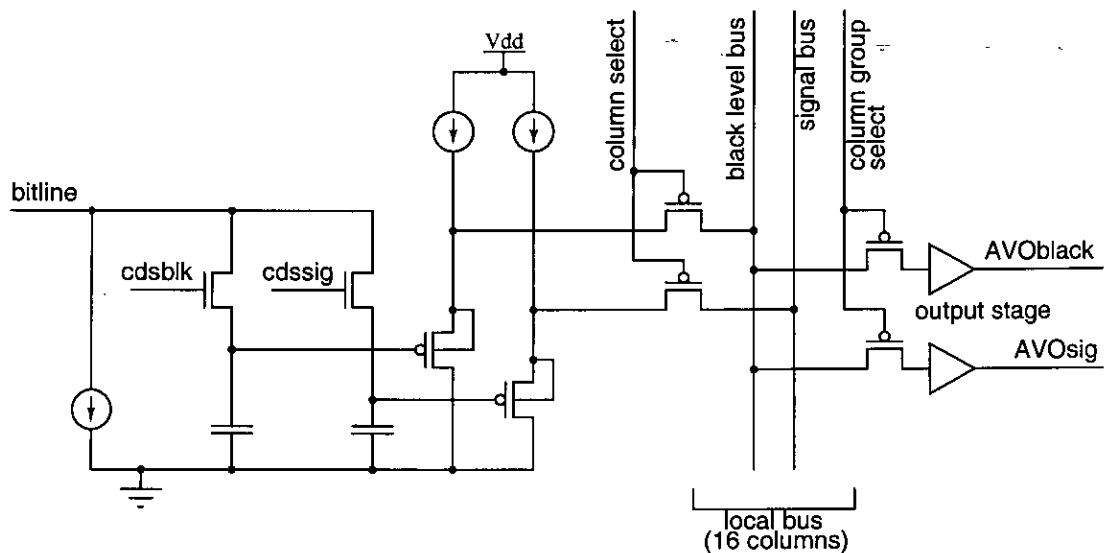 Vdd
column select
black level bus
signal bus
column group
select
bitline
cdsblk
cdssig
AVOblack
output stage
AVOsig
local bus
(16 columns)